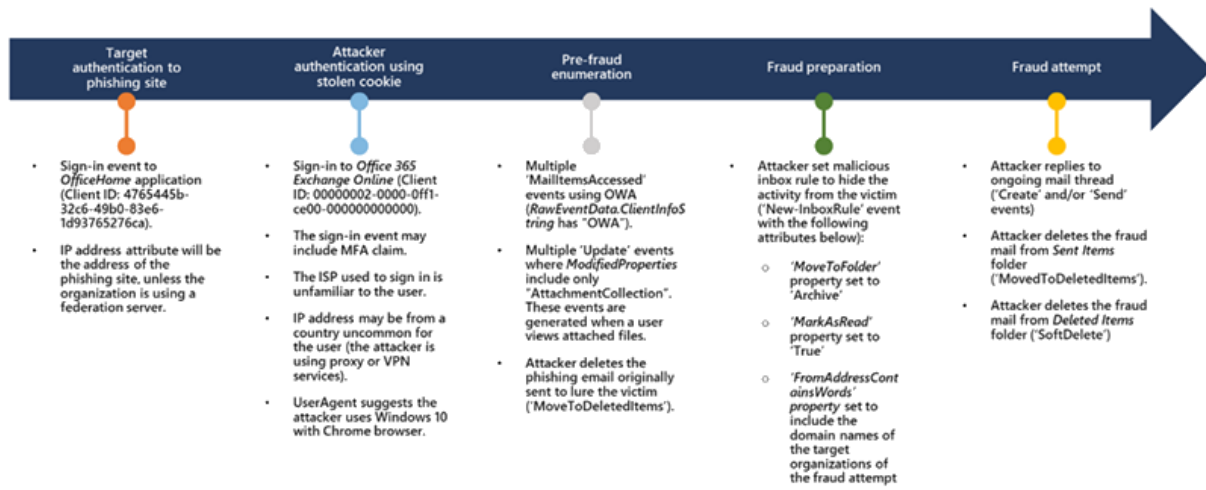 Target
authentication to
phishing site
Attacker
authentication using
stolen cookie
Pre-fraud
enumeration
Fraud preparation
Fraud attempt
• Sign-in event to
OfficeHome application
(Client ID: 4765445b-
32c6-49b0-83e6-
1d93765276ca).
• IP address attribute will be
the address of the
phishing site, unless the
organization is using a
federation server.
• Sign-in to Office 365
Exchange Online (Client
ID: 00000002-0000-0ff1-
ce00-000000000000).
• The sign-in event may
include MFA claim.
• The ISP used to sign in is
unfamiliar to the user.
• IP address may be from a
country uncommon for
the user (the attacker is
using proxy or VPN
services).
• UserAgent suggests the
attacker uses Windows 10
with Chrome browser.
• Multiple
'MailItemsAccessed'
events using OWA
(RawEventData.ClientInfoS
tring has "OWA").
• Multiple 'Update' events
where ModifiedProperties
include only
"AttachmentCollection".
These events are
generated when a user
views attached files.
• Attacker deletes the
phishing email originally
sent to lure the victim
('MoveToDeletedItems').
• Attacker set malicious
inbox rule to hide the
activity from the victim
('New-InboxRule' event
with the following
attributes below):
o 'MoveToFolder'
property set to
'Archive'
o 'MarkAsRead'
property set to
'True'
o 'FromAddressCont
ainsWords'
property set to
include the
domain names of
the target
organizations of
the fraud attempt
• Attacker replies to
ongoing mail thread
('Create' and/or 'Send'
events)
• Attacker deletes the fraud
mail from Sent Items
folder
('MovedToDeletedItems').
• Attacker deletes the fraud
mail from Deleted Items
folder ('SoftDelete')